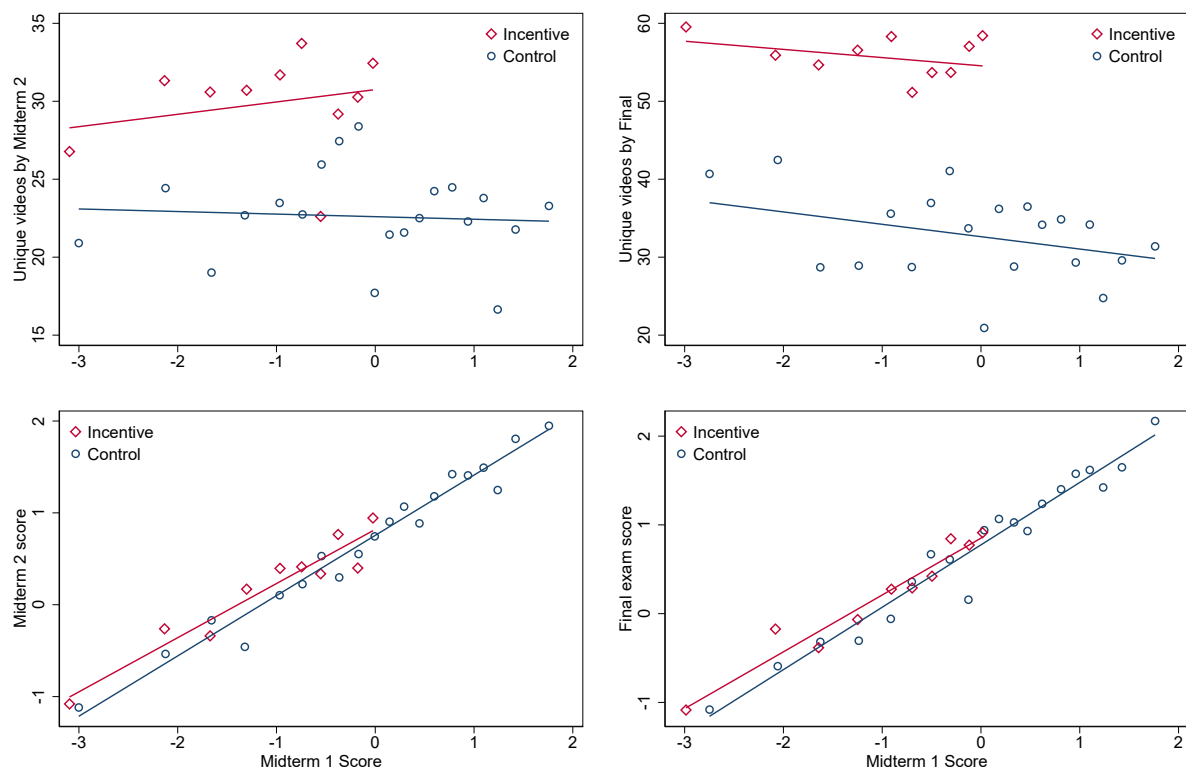 Unique videos by Midterm 2
35
30
25
20
15
Incentive
Control
-3 -2 -1 0 1 2
Unique videos by Final
60
50
40
30
20
Incentive
Control
-3 -2 -1 0 1 2
Midterm 2 score
2
1
0
-1
Incentive
Control
-3 -2 -1 0 1 2
Midterm 1 Score
Final exam score
2
1
0
-1
Incentive
Control
-3 -2 -1 0 1 2
Midterm 1 Score